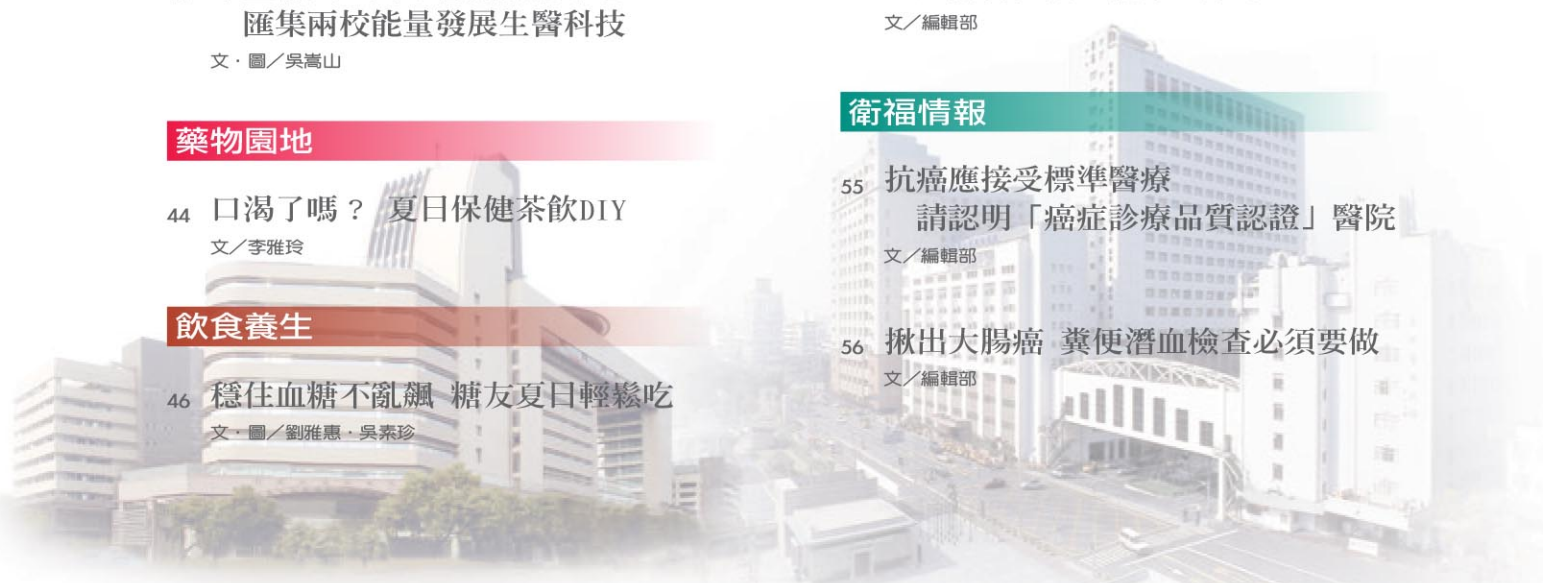 匯集兩校能量發展生醫科技
文‧圖／吳嵩山
藥物園地
44 口渴了嗎？ 夏日保健茶飲DIY
文／李雅玲
飲食養生
46 穩住血糖不亂飆 糖友夏日輕鬆吃
文‧圖／劉雅惠‧吳素珍
文／編輯部
衛福情報
55 抗癌應接受標準醫療
請認明「癌症診療品質認證」醫院
文／編輯部
56 揪出大腸癌 糞便潛血檢查必須要做
文／編輯部